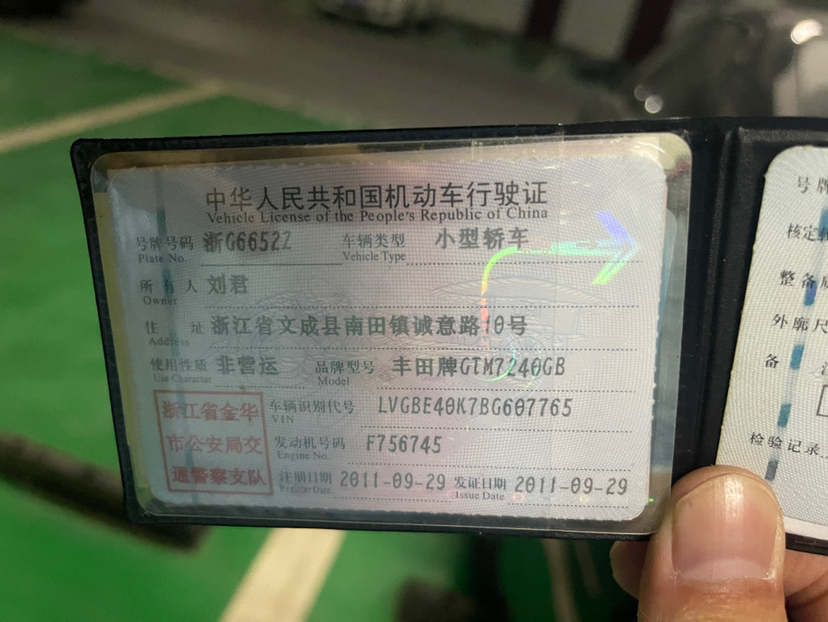 中华人民共和国机动车行驶证
Vehicle License of the People's Republic of China
号牌号码 浙G6652Z 车辆类型 小型轿车
Plate No. Vehicle Type
所有人 刘君
Owner
住址 浙江省文成县南田镇诚意路10号
Address
使用性质 非营运 品牌型号 丰田牌GTM7240GB
Use Character Model
浙江省金华
市公安局交
通警察支队
车辆识别代号 LVGBE40K7BG607765
VIN
发动机号码 F756745
Engine No.
注册日期 2011-09-29 发证日期 2011-09-29
Register Date Issue Date
号牌
核定
整备
外廓尺
备
检验记录